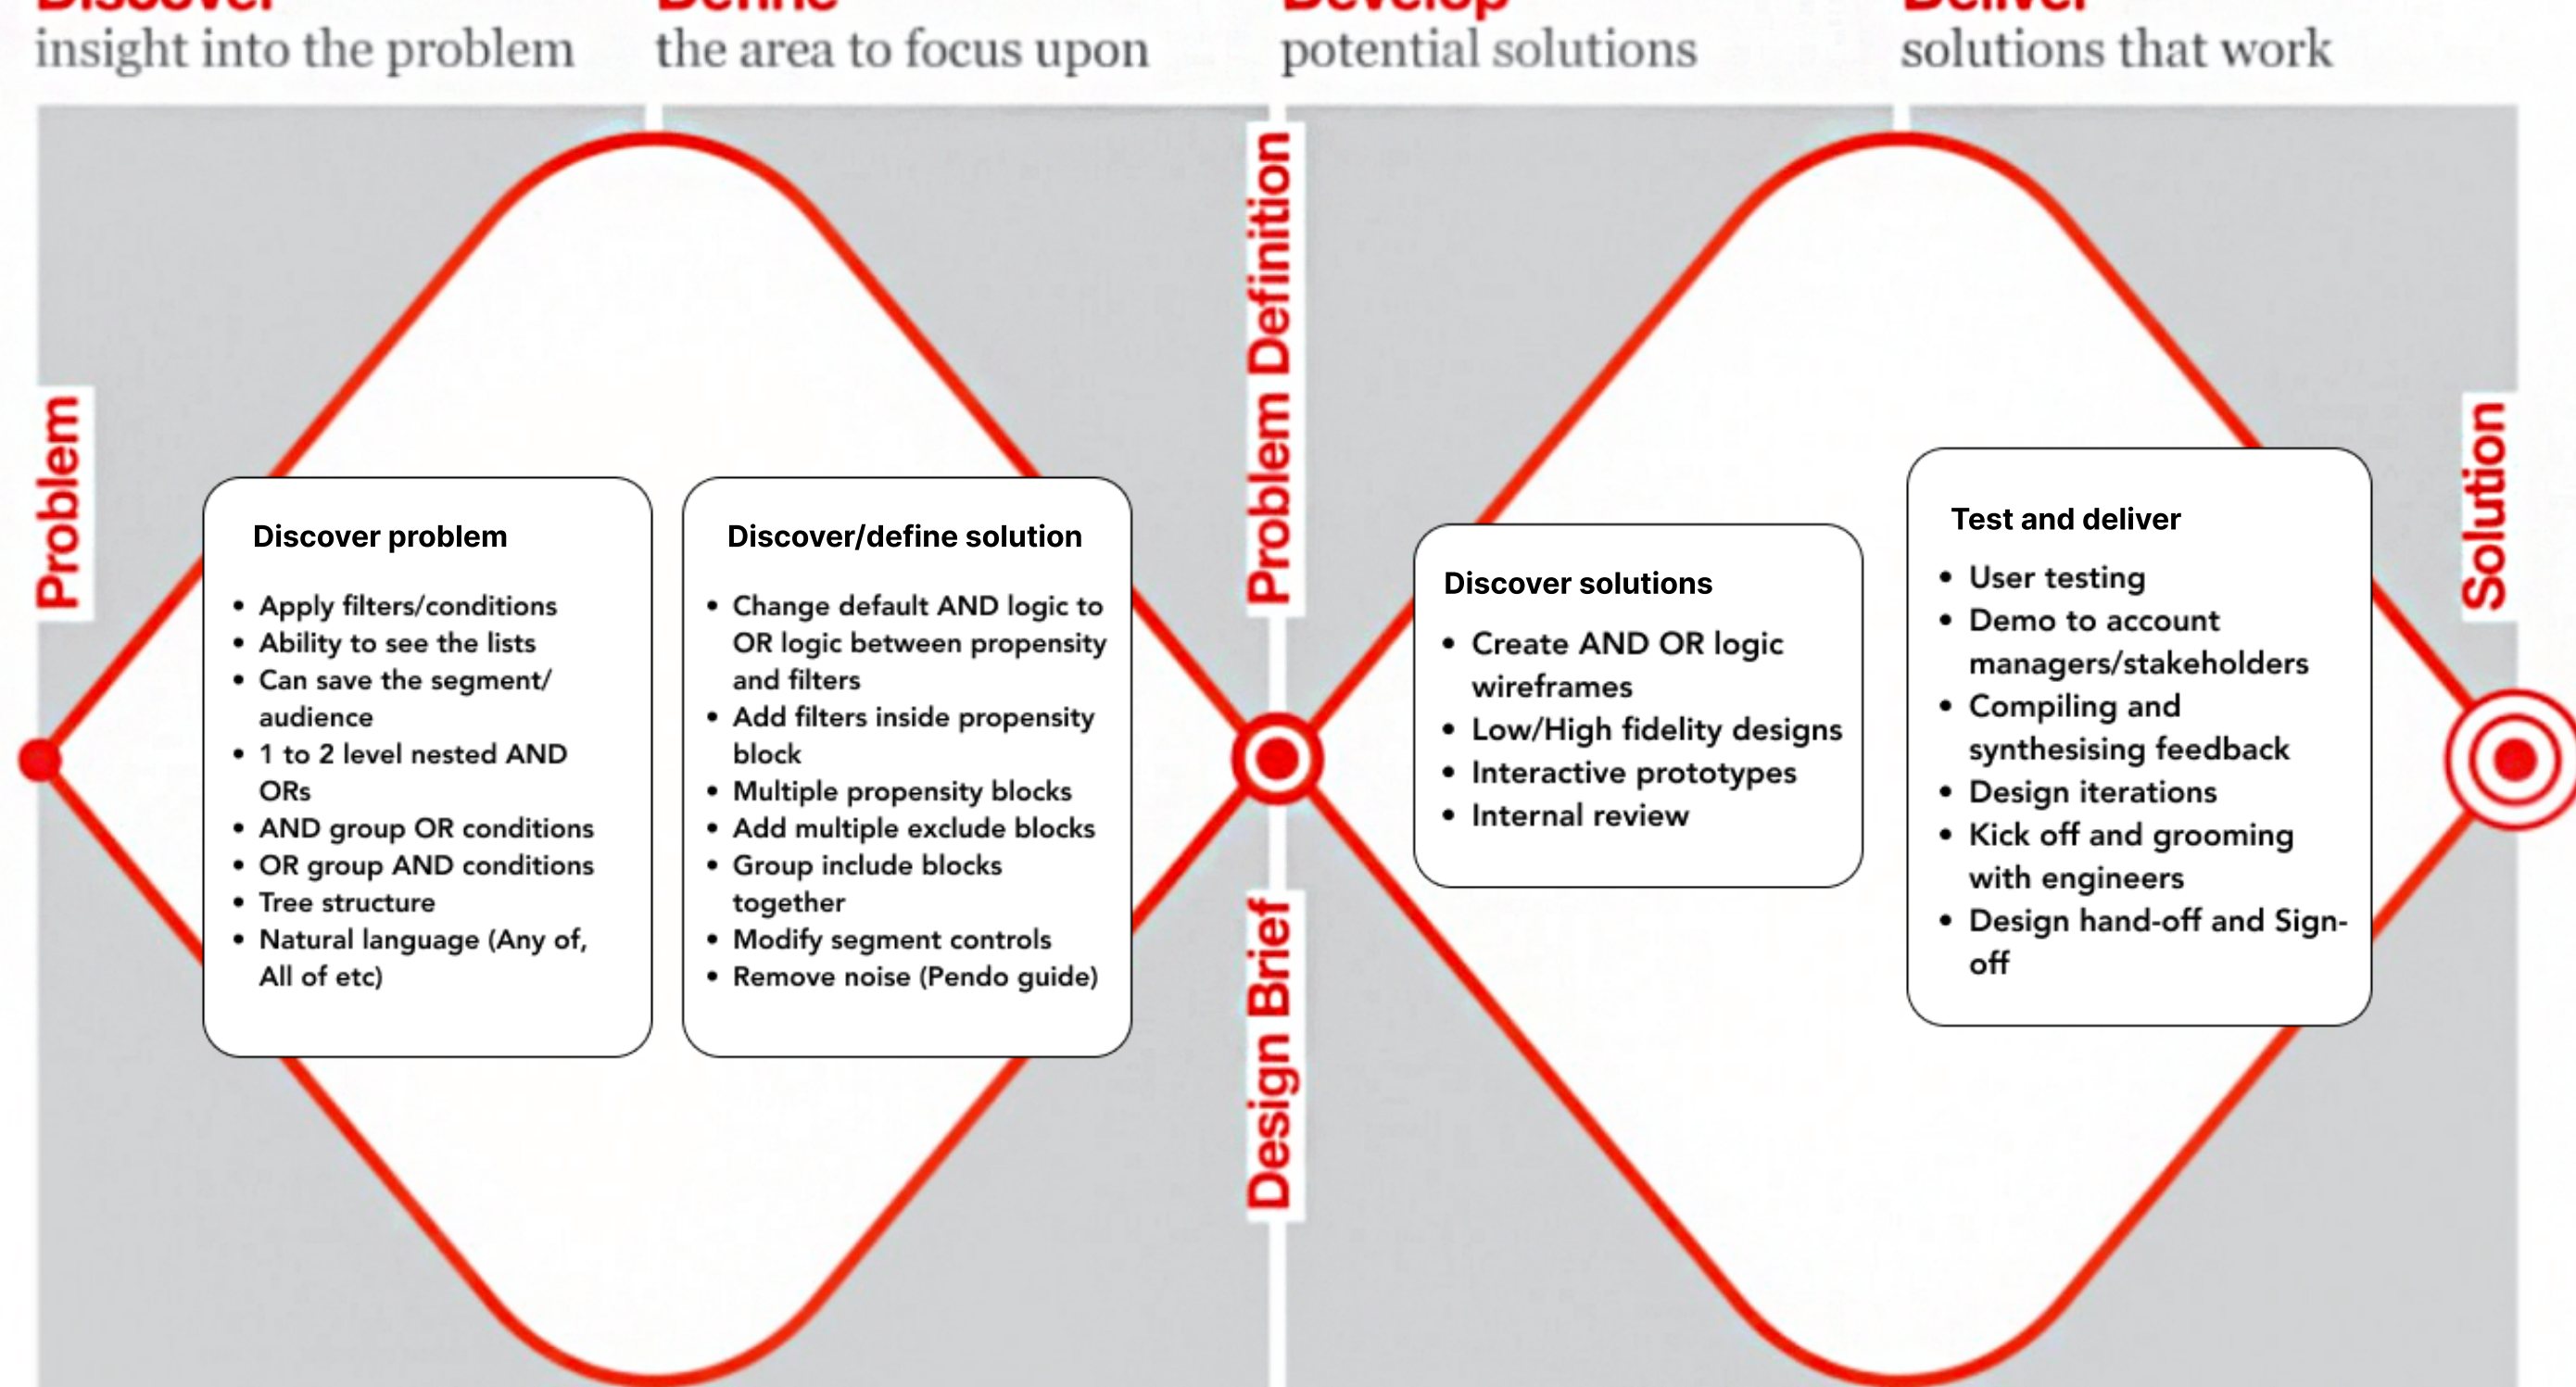 Discover
insight into the problem
Define
the area to focus upon
Develop
potential solutions
Deliver
solutions that work
Problem
Discover problem
• Apply filters/conditions
• Ability to see the lists
• Can save the segment/
audience
• 1 to 2 level nested AND
ORs
• AND group OR conditions
• OR group AND conditions
• Tree structure
• Natural language (Any of,
All of etc)
Discover/define solution
• Change default AND logic to
OR logic between propensity
and filters
• Add filters inside propensity
block
• Multiple propensity blocks
• Add multiple exclude blocks
• Group include blocks
together
• Modify segment controls
• Remove noise (Pendo guide)
Problem Definition
Design Brief
Discover solutions
• Create AND OR logic
wireframes
• Low/High fidelity designs
• Interactive prototypes
• Internal review
Test and deliver
• User testing
• Demo to account
managers/stakeholders
• Compiling and
synthesising feedback
• Design iterations
• Kick off and grooming
with engineers
• Design hand-off and Sign-
off
Solution